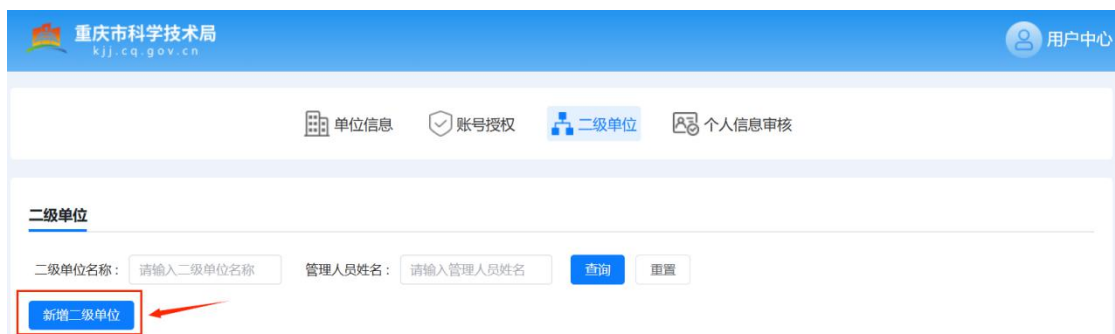 重庆市科学技术局
kjj.cq.gov.cn
用户中心
单位信息 账号授权 二级单位 个人信息审核
二级单位
二级单位名称： 请输入二级单位名称 管理人员姓名： 请输入管理人员姓名 查询 重置
新增二级单位